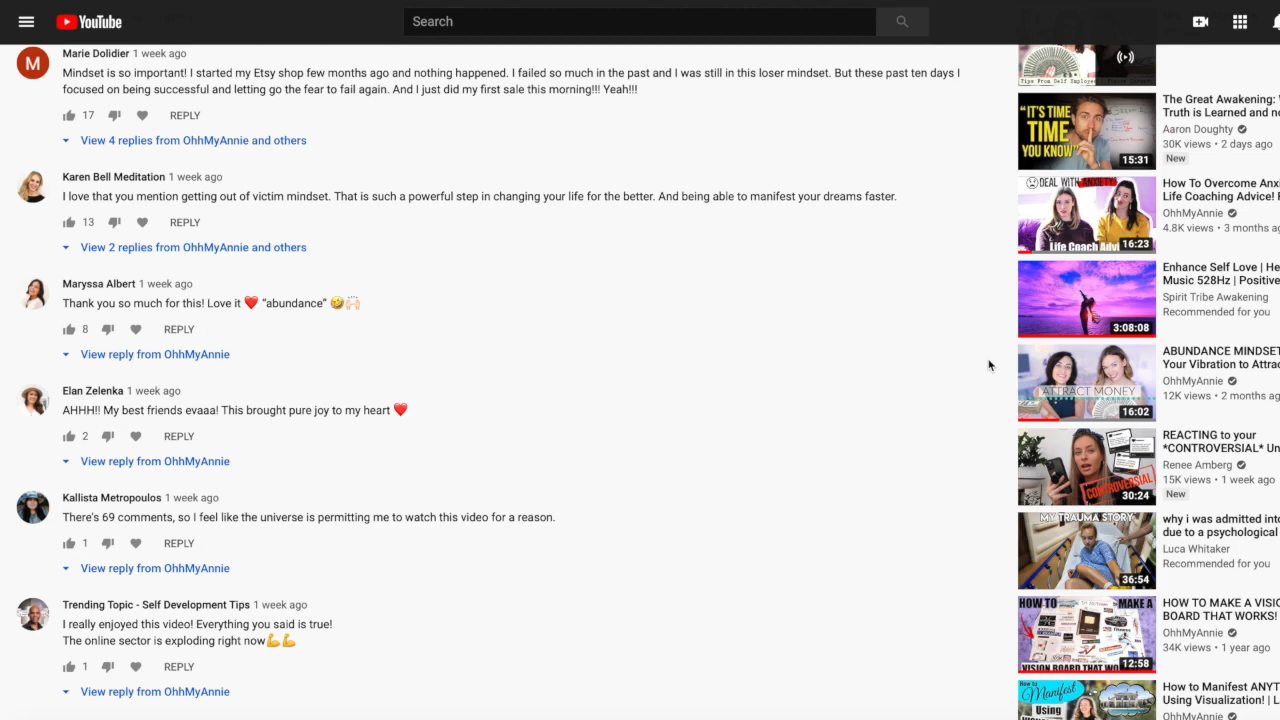 YouTube
Search
M
Marie Dolidier 1 week ago
Mindset is so important! I started my Etsy shop few months ago and nothing happened. I failed so much in the past and I was still in this loser mindset. But these past ten days I
focused on being successful and letting go the fear to fail again. And I just did my first sale this morning!!! Yeah!!!
17 REPLY
View 4 replies from OhhMyAnnie and others
Karen Bell Meditation 1 week ago
I love that you mention getting out of victim mindset. That is such a powerful step in changing your life for the better. And being able to manifest your dreams faster.
13 REPLY
View 2 replies from OhhMyAnnie and others
Maryssa Albert 1 week ago
Thank you so much for this! Love it ❤️ “abundance” 🤣🙌🏻
8 REPLY
View reply from OhhMyAnnie
Elan Zelenka 1 week ago
AHHH!! My best friends evaaa! This brought pure joy to my heart ❤️
2 REPLY
View reply from OhhMyAnnie
Kallista Metropoulos 1 week ago
There's 69 comments, so I feel like the universe is permitting me to watch this video for a reason.
1 REPLY
View reply from OhhMyAnnie
Trending Topic - Self Development Tips 1 week ago
I really enjoyed this video! Everything you said is true!
The online sector is exploding right now💪💪
1 REPLY
View reply from OhhMyAnnie
Tips From Self Employed
"IT'S TIME
TIME
YOU KNOW"
15:31
The Great Awakening:
Truth is Learned and
Aaron Doughty
30K views • 2 days ago
New
DEAL WITH ANXIETY
Life Coach
16:23
How To Overcome
Life Coaching Advice!
OhhMyAnnie
4.8K views • 3 months
3:08:08
Enhance Self Love |
Music 528Hz | Positive
Spirit Tribe Awakening
Recommended for you
ATTRACT MONEY
16:02
ABUNDANCE MINDSET
Your Vibration to
OhhMyAnnie
12K views • 2 months
CONTROVERSIAL
30:24
REACTING to your
*CONTROVERSIAL*
Renee Amberg
15K views • 1 week ago
New
MY TRAUMA STORY
36:54
why i was admitted
due to a psychological
Luca Whitaker
Recommended for you
HOW TO MAKE A
VISION BOARD THAT
12:58
HOW TO MAKE A
BOARD THAT WORKS!
OhhMyAnnie
34K views • 1 year ago
How to
Manifest
Using
How to Manifest
Using Visualization! |
OhhMyAnnie